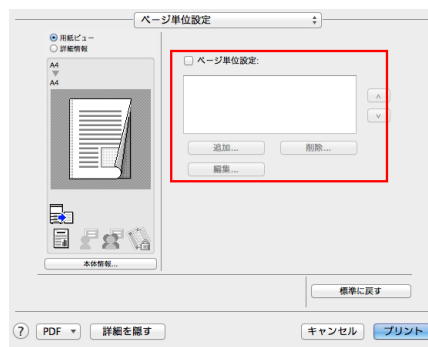 ページ単位設定
用紙ビュー
詳細情報
A4
A4
本体情報...
ページ単位設定:
追加...
削除...
編集...
標準に戻す
?
PDF
詳細を隠す
キャンセル
プリント